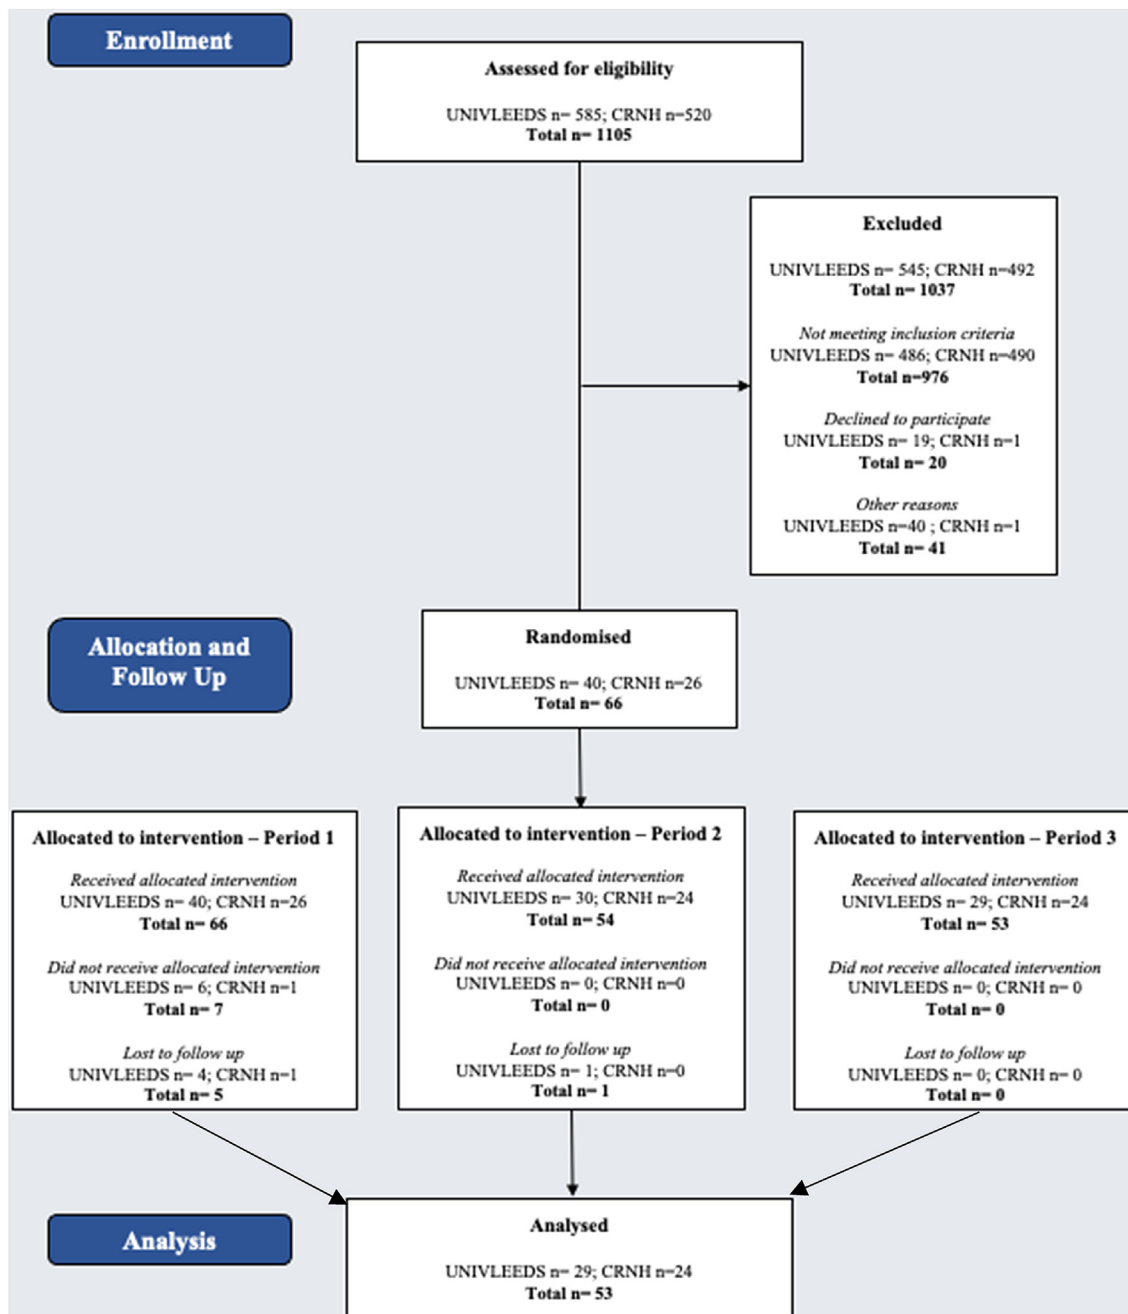 Enrollment
Assessed for eligibility
UNIVLEEDS n= 585; CRNH n=520
Total n= 1105
Excluded
UNIVLEEDS n= 545; CRNH n=492
Total n= 1037
Not meeting inclusion criteria
UNIVLEEDS n= 486; CRNH n=490
Total n=976
Declined to participate
UNIVLEEDS n= 19; CRNH n=1
Total n= 20
Other reasons
UNIVLEEDS n=40 ; CRNH n=1
Total n= 41
Allocation and
Follow Up
Randomised
UNIVLEEDS n= 40; CRNH n=26
Total n= 66
Allocated to intervention – Period 1
Received allocated intervention
UNIVLEEDS n= 40; CRNH n=26
Total n= 66
Did not receive allocated intervention
UNIVLEEDS n= 6; CRNH n=1
Total n= 7
Lost to follow up
UNIVLEEDS n= 4; CRNH n=1
Total n= 5
Allocated to intervention – Period 2
Received allocated intervention
UNIVLEEDS n= 30; CRNH n=24
Total n= 54
Did not receive allocated intervention
UNIVLEEDS n= 0; CRNH n=0
Total n= 0
Lost to follow up
UNIVLEEDS n= 1; CRNH n=0
Total n= 1
Allocated to intervention – Period 3
Received allocated intervention
UNIVLEEDS n= 29; CRNH n=24
Total n= 53
Did not receive allocated intervention
UNIVLEEDS n= 0; CRNH n= 0
Total n= 0
Lost to follow up
UNIVLEEDS n= 0; CRNH n= 0
Total n= 0
Analysis
Analysed
UNIVLEEDS n= 29; CRNH n=24
Total n= 53